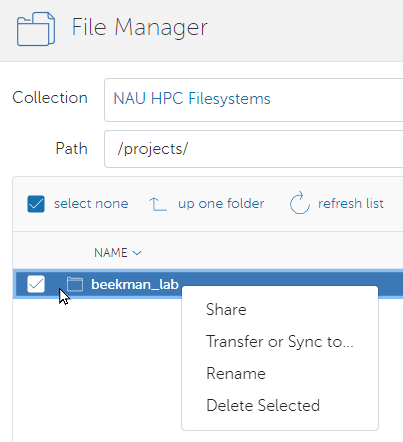 File Manager
Collection NAU HPC Filesystems
Path /projects/
select none up one folder refresh list
NAME
beekman_lab
Share
Transfer or Sync to...
Rename
Delete Selected